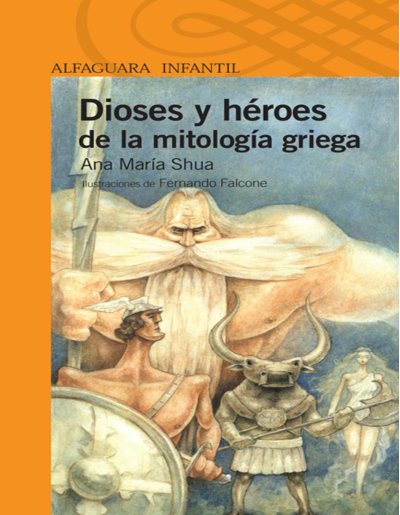 ALFAGUARA INFANTIL
Dioses y héroes
de la mitología griega
Ana María Shua
Ilustraciones de Fernando Falcone